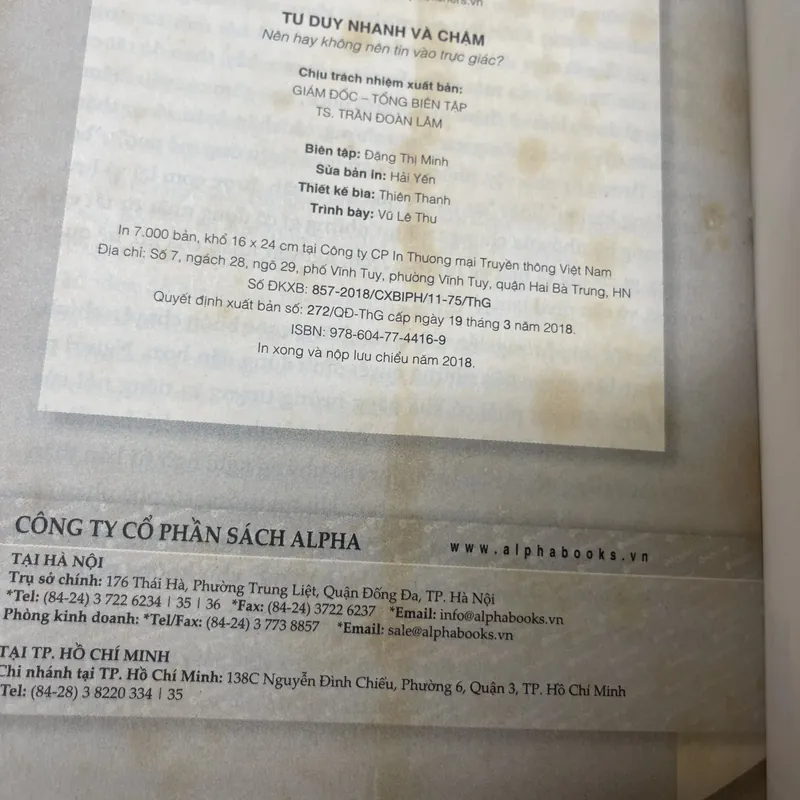 TƯ DUY NHANH VÀ CHẬM
Nên hay không nên tin vào trực giác?
Chịu trách nhiệm xuất bản:
GIÁM ĐỐC – TỔNG BIÊN TẬP
TS. TRẦN ĐOÀN LÂM
Biên tập: Đặng Thị Minh
Sửa bản in: Hải Yến
Thiết kế bìa: Thiên Thanh
Trình bày: Vũ Lê Thư
In 7.000 bản, khổ 16 x 24 cm tại Công ty CP In Thương mại Truyền thông Việt Nam
Địa chỉ: Số 7, ngách 28, ngõ 29, phố Vĩnh Tuy, phường Vĩnh Tuy, quận Hai Bà Trung, HN
Số ĐKXB: 857-2018/CXBIPH/11-75/ThG
Quyết định xuất bản số: 272/QĐ-ThG cấp ngày 19 tháng 3 năm 2018.
ISBN: 978-604-77-4416-9
In xong và nộp lưu chiểu năm 2018.
CÔNG TY CỔ PHẦN SÁCH ALPHA
www.alphabooks.vn
TẠI HÀ NỘI
Trụ sở chính: 176 Thái Hà, Phường Trung Liệt, Quận Đống Đa, TP. Hà Nội
*Tel: (84-24) 3 722 6234 | 35 | 36 *Fax: (84-24) 3722 6237 *Email: info@alphabooks.vn
Phòng kinh doanh: *Tel/Fax: (84-24) 3 773 8857 *Email: sale@alphabooks.vn
TẠI TP. HỒ CHÍ MINH
Chi nhánh tại TP. Hồ Chí Minh: 138C Nguyễn Đình Chiểu, Phường 6, Quận 3, TP. Hồ Chí Minh
Tel: (84-28) 3 8220 334 | 35